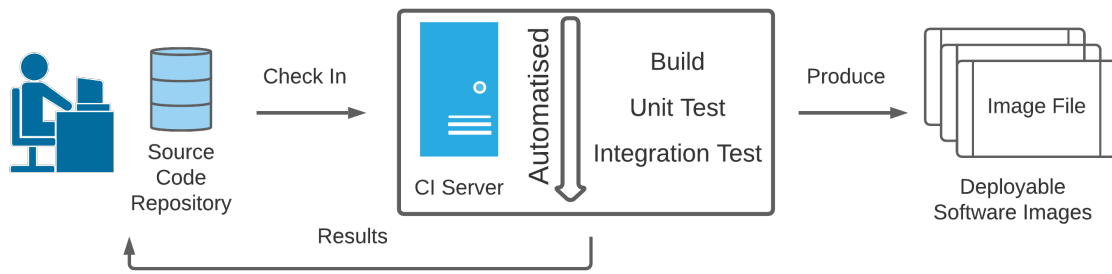 Check In
Source
Code
Repository
CI Server
Automatised
Build
Unit Test
Integration Test
Produce
Image File
Deployable
Software Images
Results